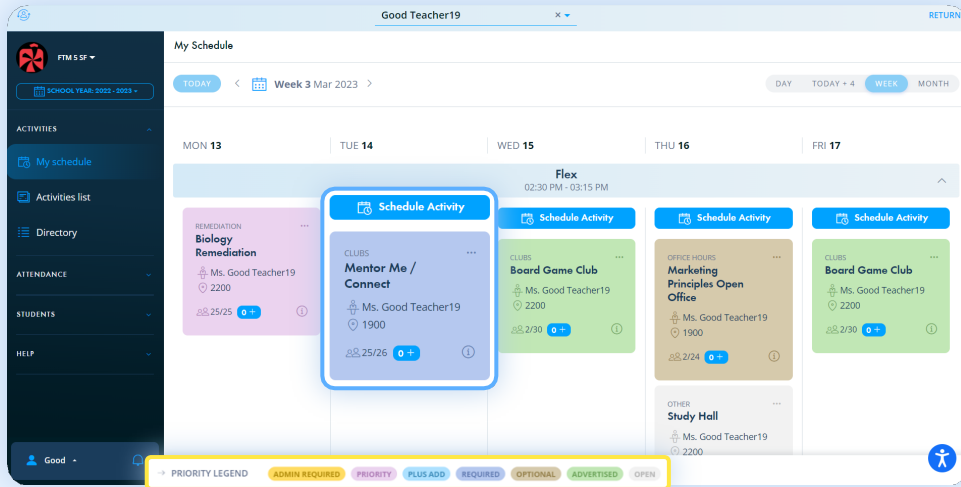 Good Teacher19
RETURN
FTM 5 SF
SCHOOL YEAR: 2022 - 2023
ACTIVITIES
My schedule
Activities list
Directory
ATTENDANCE
STUDENTS
HELP
Good
My Schedule
TODAY
Week 3 Mar 2023
DAY
TODAY + 4
WEEK
MONTH
MON 13
TUE 14
WED 15
THU 16
FRI 17
Flex
02:30 PM - 03:15 PM
REMEDIATION
Biology
Remediation
Ms. Good Teacher19
2200
25/25
0 +
Schedule Activity
CLUBS
Mentor Me /
Connect
Ms. Good Teacher19
1900
25/26
0 +
Schedule Activity
CLUBS
Board Game Club
Ms. Good Teacher19
2200
2/30
0 +
Schedule Activity
OFFICE HOURS
Marketing
Principles Open
Office
Ms. Good Teacher19
1900
2/24
0 +
OTHER
Study Hall
Ms. Good Teacher19
2200
Schedule Activity
CLUBS
Board Game Club
Ms. Good Teacher19
2200
2/30
0 +
PRIORITY LEGEND
ADMIN REQUIRED
PRIORITY
PLUS ADD
REQUIRED
OPTIONAL
ADVERTISED
OPEN